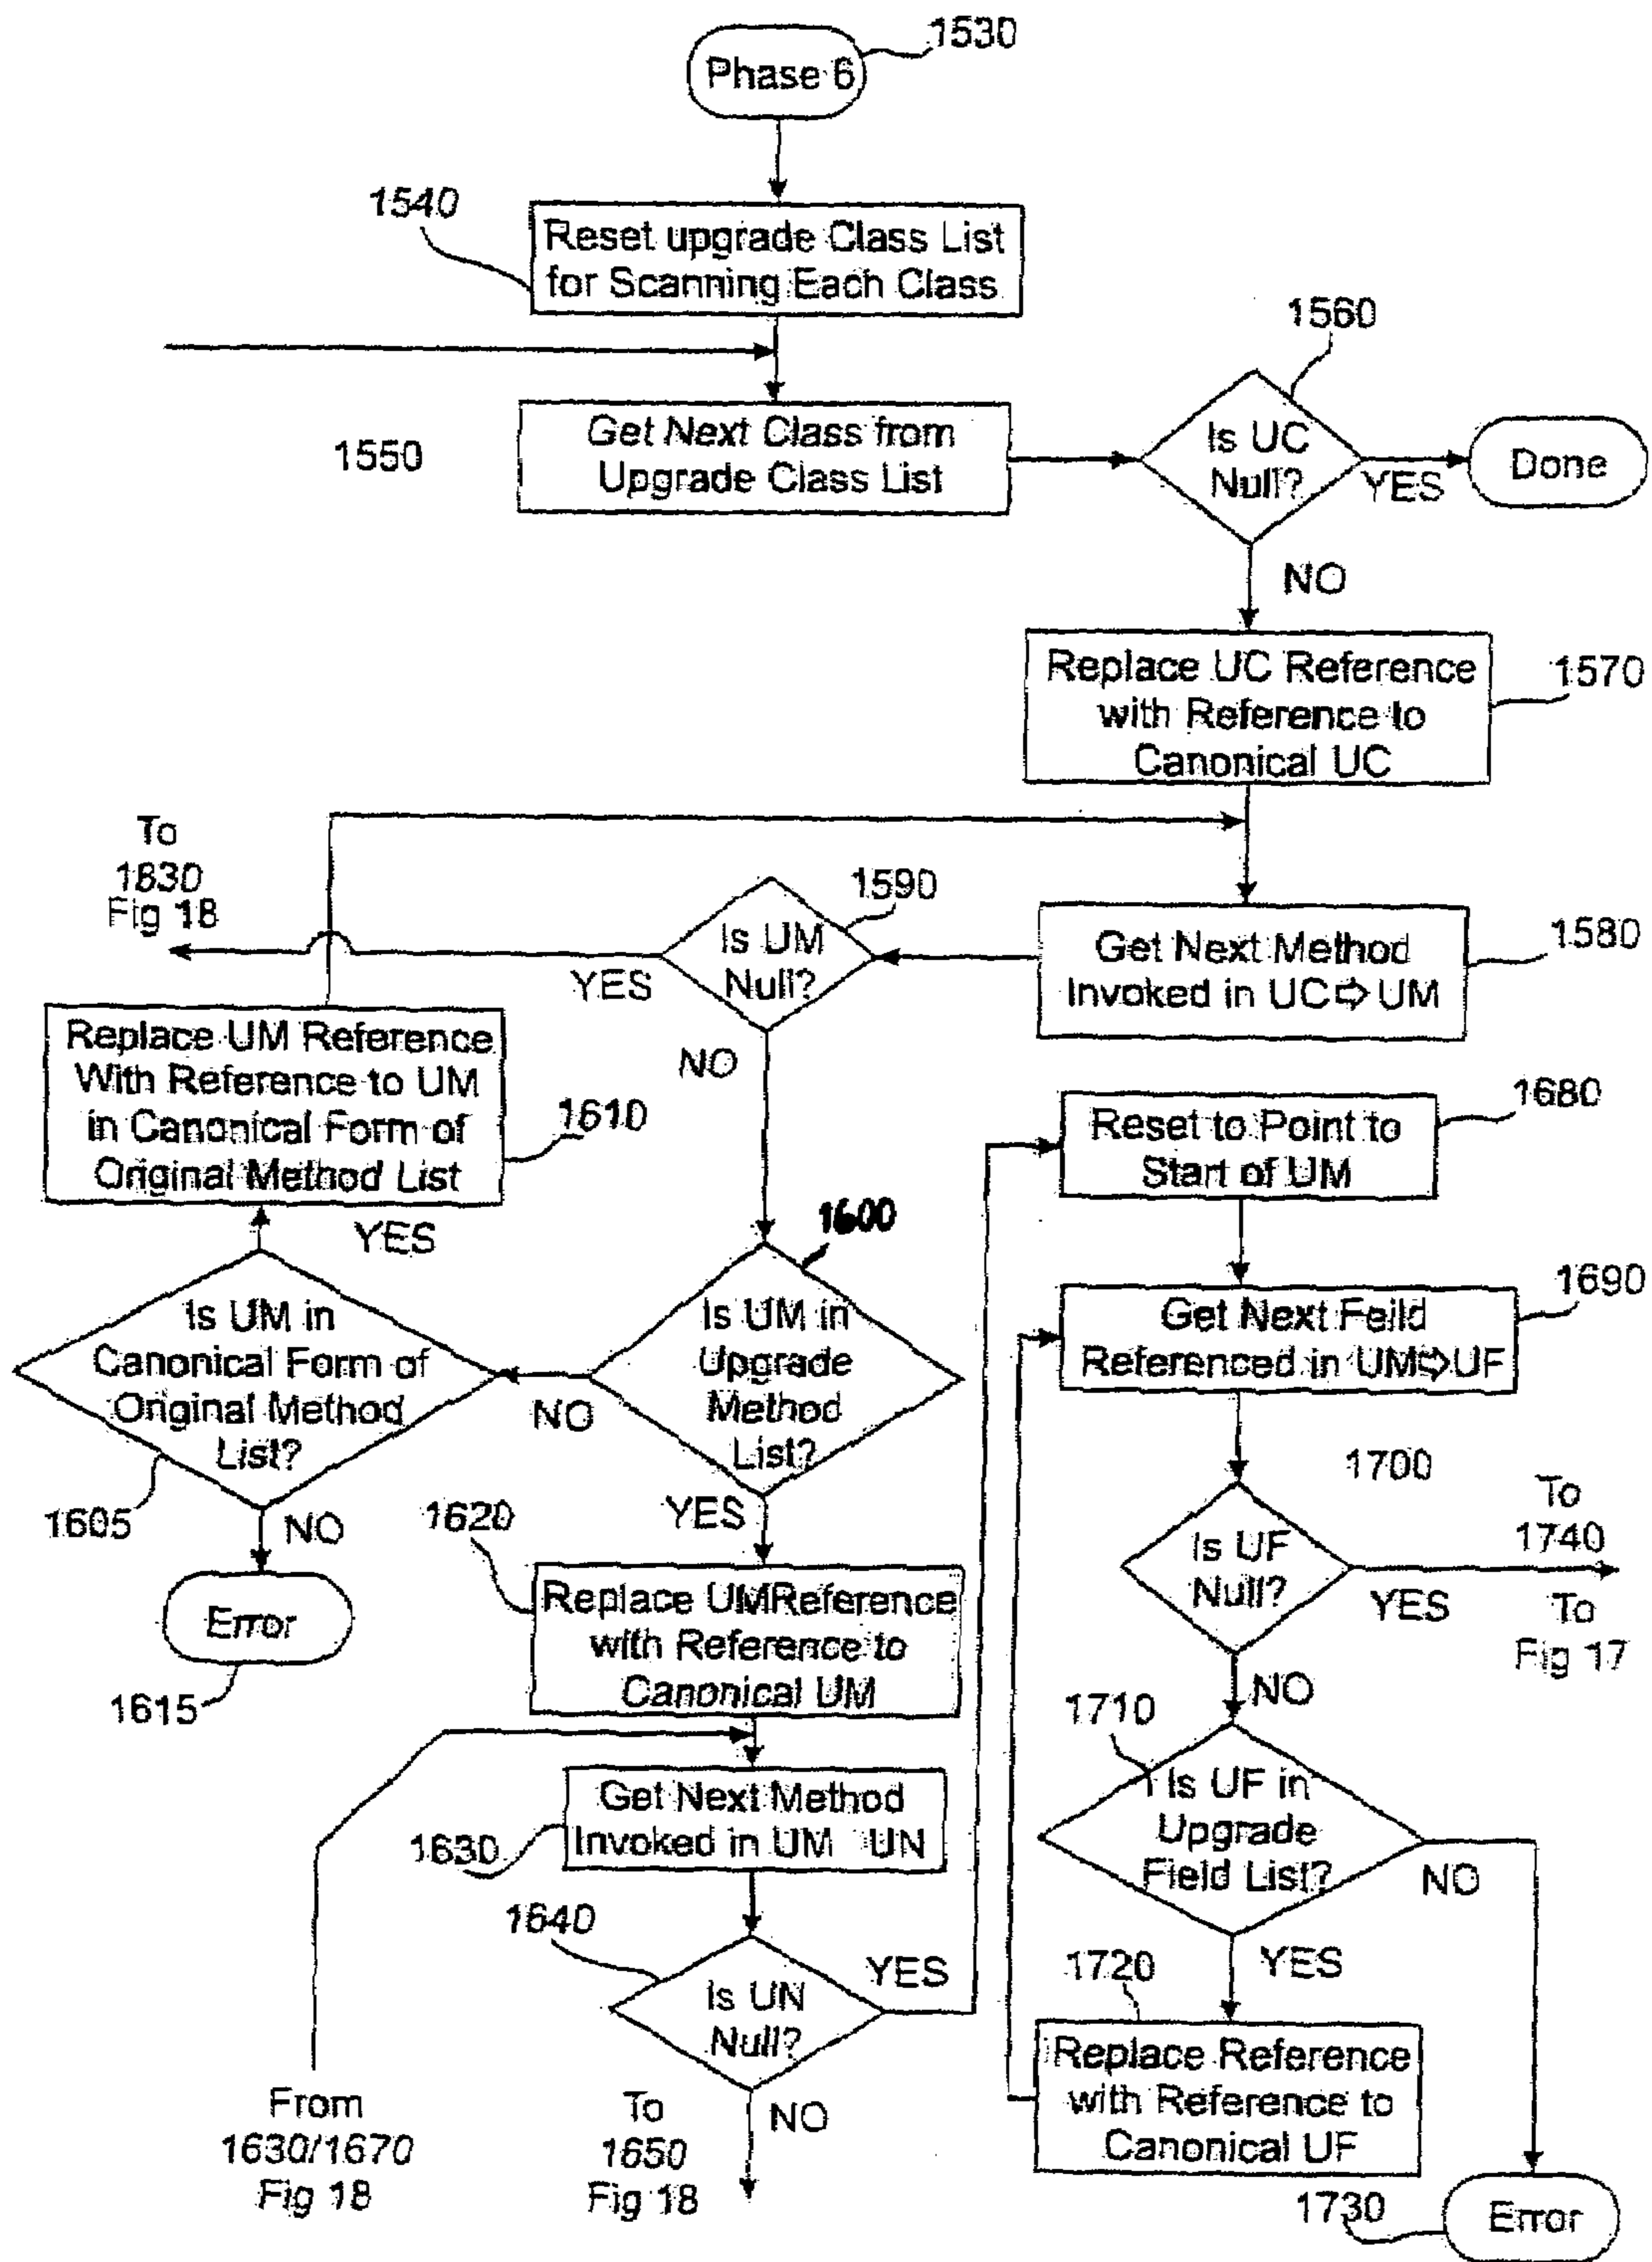 1530
Phase 6
1540
Reset upgrade Class List
for Scanning Each Class
1560
1550
Get Next Class from
Upgrade Class List
Is UC
Null?
YES
Done
NO
Replace UC Reference
with Reference to
Canonical UC
1570
To
1830
Fig 18
1590
Is UM
Null?
YES
NO
Get Next Method
Invoked in UC⇨UM
1580
Replace UM Reference
With Reference to UM
in Canonical Form of
Original Method List
1610
YES
1680
Reset to Point to
Start of UM
1600
Is UM in
Canonical Form of
Original Method
List?
1605
NO
Error
1615
Is UM in
Upgrade
Method
List?
NO
YES
1690
Get Next Feild
Referenced in UM⇨UF
1700
Is UF
Null?
YES
To
1740
To
Fig 17
NO
1620
Replace UMReference
with Reference to
Canonical UM
1710
Is UF in
Upgrade
Field List?
NO
YES
1630
Get Next Method
Invoked in UM UN
1640
Is UN
Null?
YES
NO
1720
Replace Reference
with Reference to
Canonical UF
From
1630/1670
Fig 18
To
1650
Fig 18
1730
Error